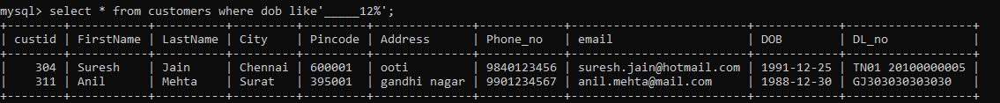 mysql> select * from customers where dob like'_____12%';
+--------+-----------+----------+---------+---------+--------------+------------+-------------------------+------------+------------------+
| custid | FirstName | LastName | City    | Pincode | Address      | Phone_no   | email                   | DOB        | DL_no            |
+--------+-----------+----------+---------+---------+--------------+------------+-------------------------+------------+------------------+
|    304 | Suresh    | Jain     | Chennai | 600001  | ooti         | 9840123456 | suresh.jain@hotmail.com | 1991-12-25 | TN01 20100000005 |
|    311 | Anil      | Mehta    | Surat   | 395001  | gandhi nagar | 9901234567 | anil.mehta@mail.com     | 1988-12-30 | GJ303030303030   |
+--------+-----------+----------+---------+---------+--------------+------------+-------------------------+------------+------------------+